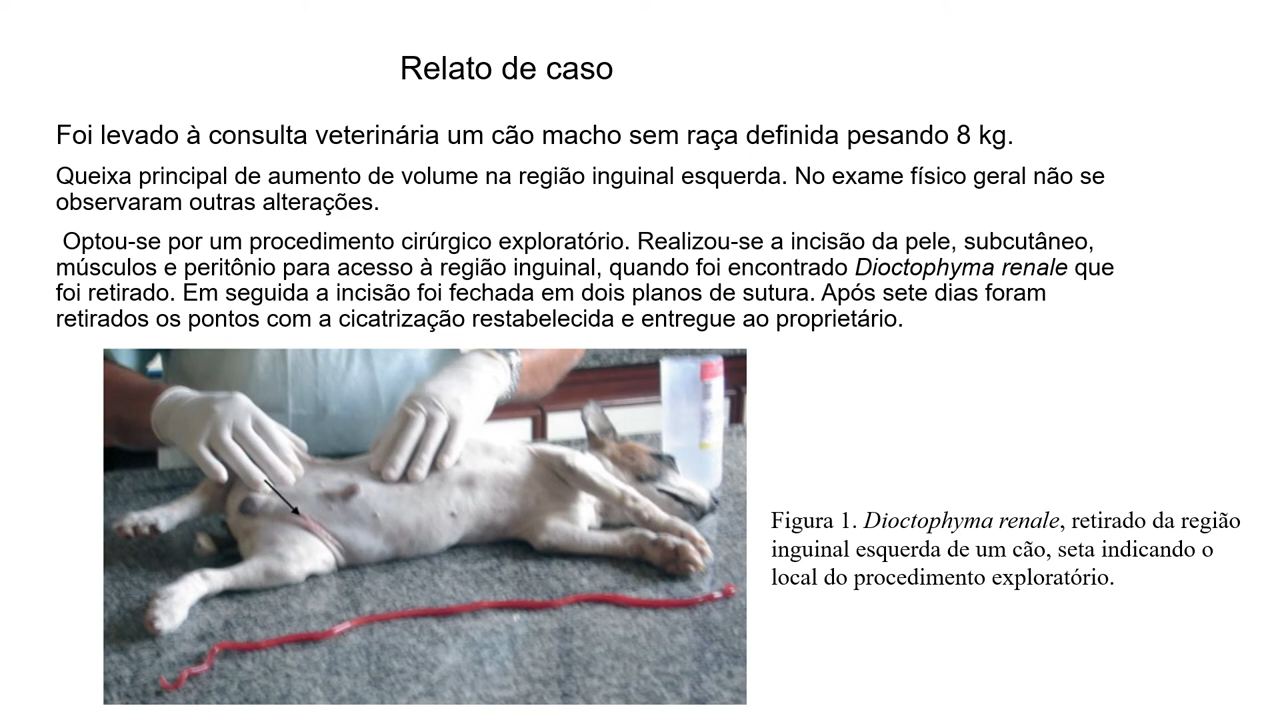 Relato de caso
Foi levado à consulta veterinária um cão macho sem raça definida pesando 8 kg.
Queixa principal de aumento de volume na região inguinal esquerda. No exame físico geral não se
observaram outras alterações.
Optou-se por um procedimento cirúrgico exploratório. Realizou-se a incisão da pele, subcutâneo,
músculos e peritônio para acesso à região inguinal, quando foi encontrado Dioctophyma renale que
foi retirado. Em seguida a incisão foi fechada em dois planos de sutura. Após sete dias foram
retirados os pontos com a cicatrização restabelecida e entregue ao proprietário.
Figura 1. Dioctophyma renale, retirado da região
inguinal esquerda de um cão, seta indicando o
local do procedimento exploratório.